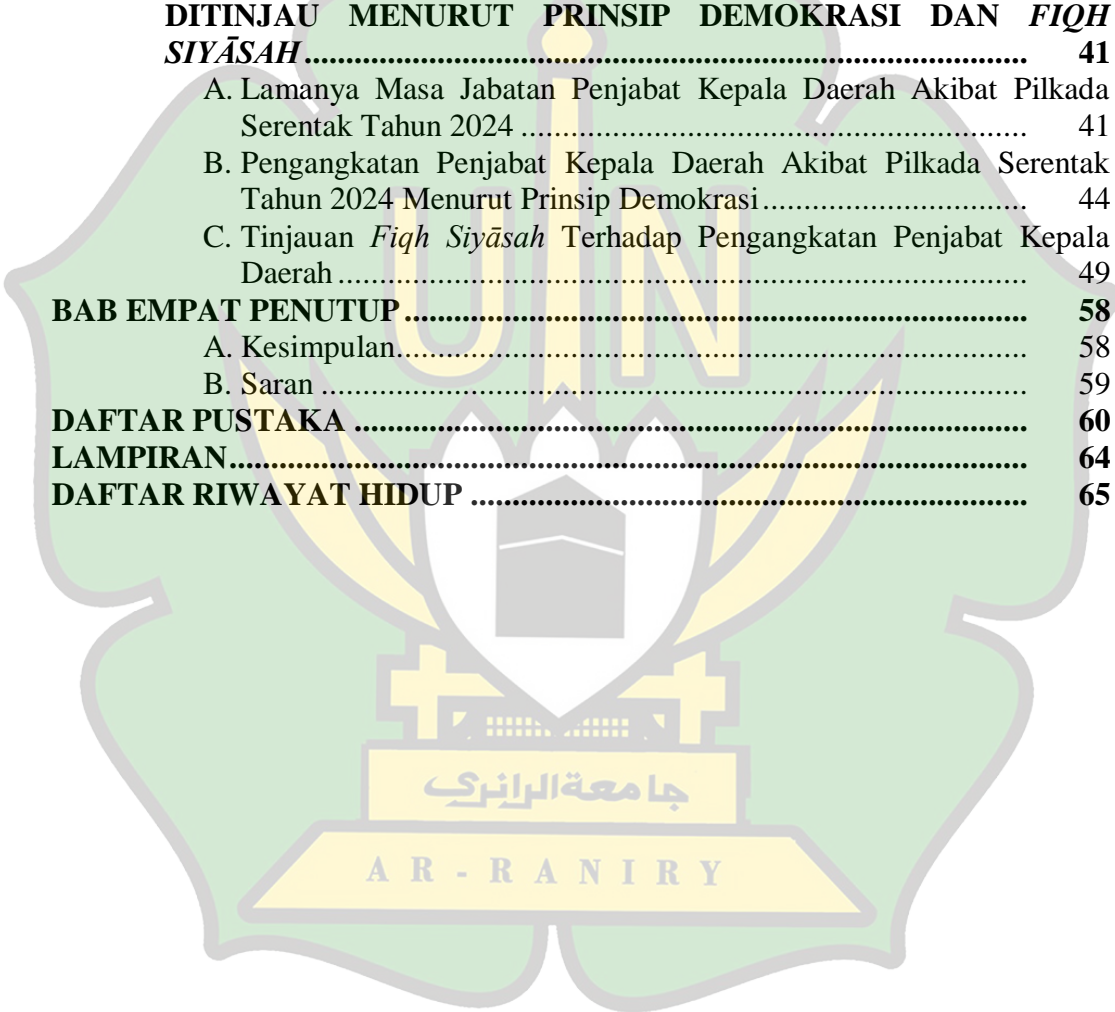 DITINJAU MENURUT PRINSIP DEMOKRASI DAN FIQH
SIYĀSAH ........................................................................... 41
A. Lamanya Masa Jabatan Penjabat Kepala Daerah Akibat Pilkada
Serentak Tahun 2024 ..................................................... 41
B. Pengangkatan Penjabat Kepala Daerah Akibat Pilkada Serentak
Tahun 2024 Menurut Prinsip Demokrasi ............................ 44
C. Tinjauan Fiqh Siyāsah Terhadap Pengangkatan Penjabat Kepala
Daerah ........................................................................ 49
BAB EMPAT PENUTUP ................................................................. 58
A. Kesimpulan ................................................................... 58
B. Saran .......................................................................... 59
DAFTAR PUSTAKA ...................................................................... 60
LAMPIRAN ................................................................................... 64
DAFTAR RIWAYAT HIDUP .......................................................... 65
UIN
جامعةالرانري
AR - RANIRY